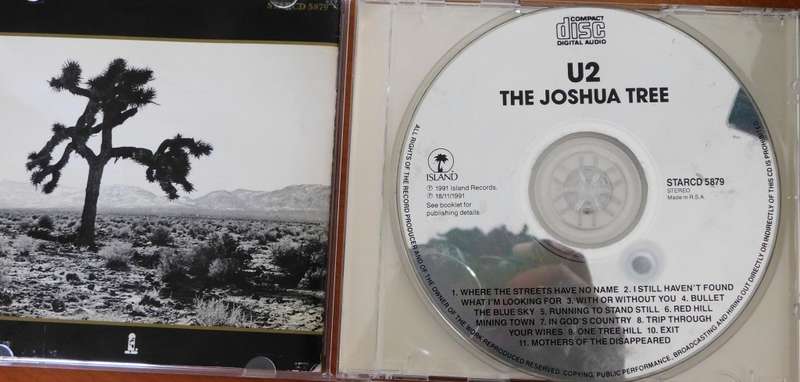 STARCD 5879
COMPACT
disc
DIGITAL AUDIO
U2
THE JOSHUA TREE
ISLAND
℗ 1991 Island Records.
℗ 18/11/1991
See booklet for
publishing details.
STARCD 5879
STEREO
Made in R.S.A.
1. WHERE THE STREETS HAVE NO NAME 2. I STILL HAVEN'T FOUND
WHAT I'M LOOKING FOR 3. WITH OR WITHOUT YOU 4. BULLET
THE BLUE SKY 5. RUNNING TO STAND STILL 6. RED HILL
MINING TOWN 7. IN GOD'S COUNTRY 8. TRIP THROUGH
YOUR WIRES 9. ONE TREE HILL 10. EXIT
11. MOTHERS OF THE DISAPPEARED
ALL RIGHTS OF THE RECORD PRODUCER AND OF THE OWNER OF THE WORK REPRODUCED RESERVED. COPYING, PUBLIC PERFORMANCE, BROADCASTING AND HIRING OUT DIRECTLY OR INDIRECTLY OF THIS CD IS PROHIBITED